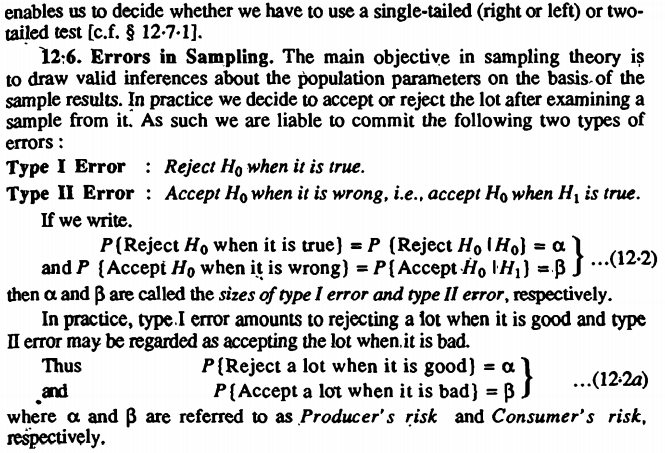 enables us to decide whether we have to use a single-tailed (right or left) or two-
tailed test [c.f. § 12·7·1].
12·6. Errors in Sampling. The main objective in sampling theory is
to draw valid inferences about the population parameters on the basis of the
sample results. In practice we decide to accept or reject the lot after examining a
sample from it. As such we are liable to commit the following two types of
errors :
Type I Error : Reject H₀ when it is true.
Type II Error : Accept H₀ when it is wrong, i.e., accept H₀ when H₁ is true.
If we write.
P{Reject H₀ when it is true} = P {Reject H₀ | H₀} = α
and P {Accept H₀ when it is wrong} = P{Accept H₀ | H₁} = β } ...(12·2)
then α and β are called the sizes of type I error and type II error, respectively.
In practice, type I error amounts to rejecting a lot when it is good and type
II error may be regarded as accepting the lot when it is bad.
Thus P{Reject a lot when it is good} = α
and P{Accept a lot when it is bad} = β } ...(12·2a)
where α and β are referred to as Producer's risk and Consumer's risk,
respectively.